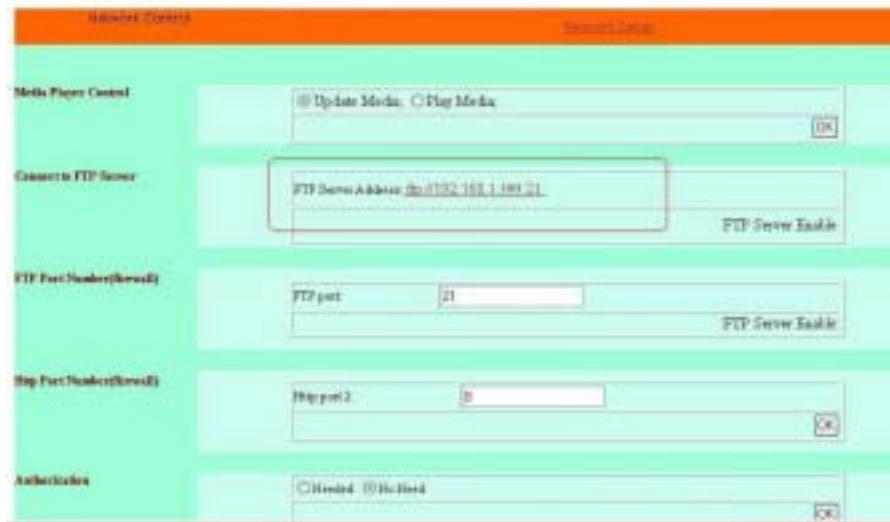 Network Control
Network Setup
Media Player Control
Update Media, Play Media,
OK
Connect to FTP Server
FTP Server Address:
FTP Server Enable
FTP Port Number(firewall)
FTP port 21
FTP Server Enable
Http Port Number(firewall)
Http port 2
OK
Authorization
Needed No Need
OK